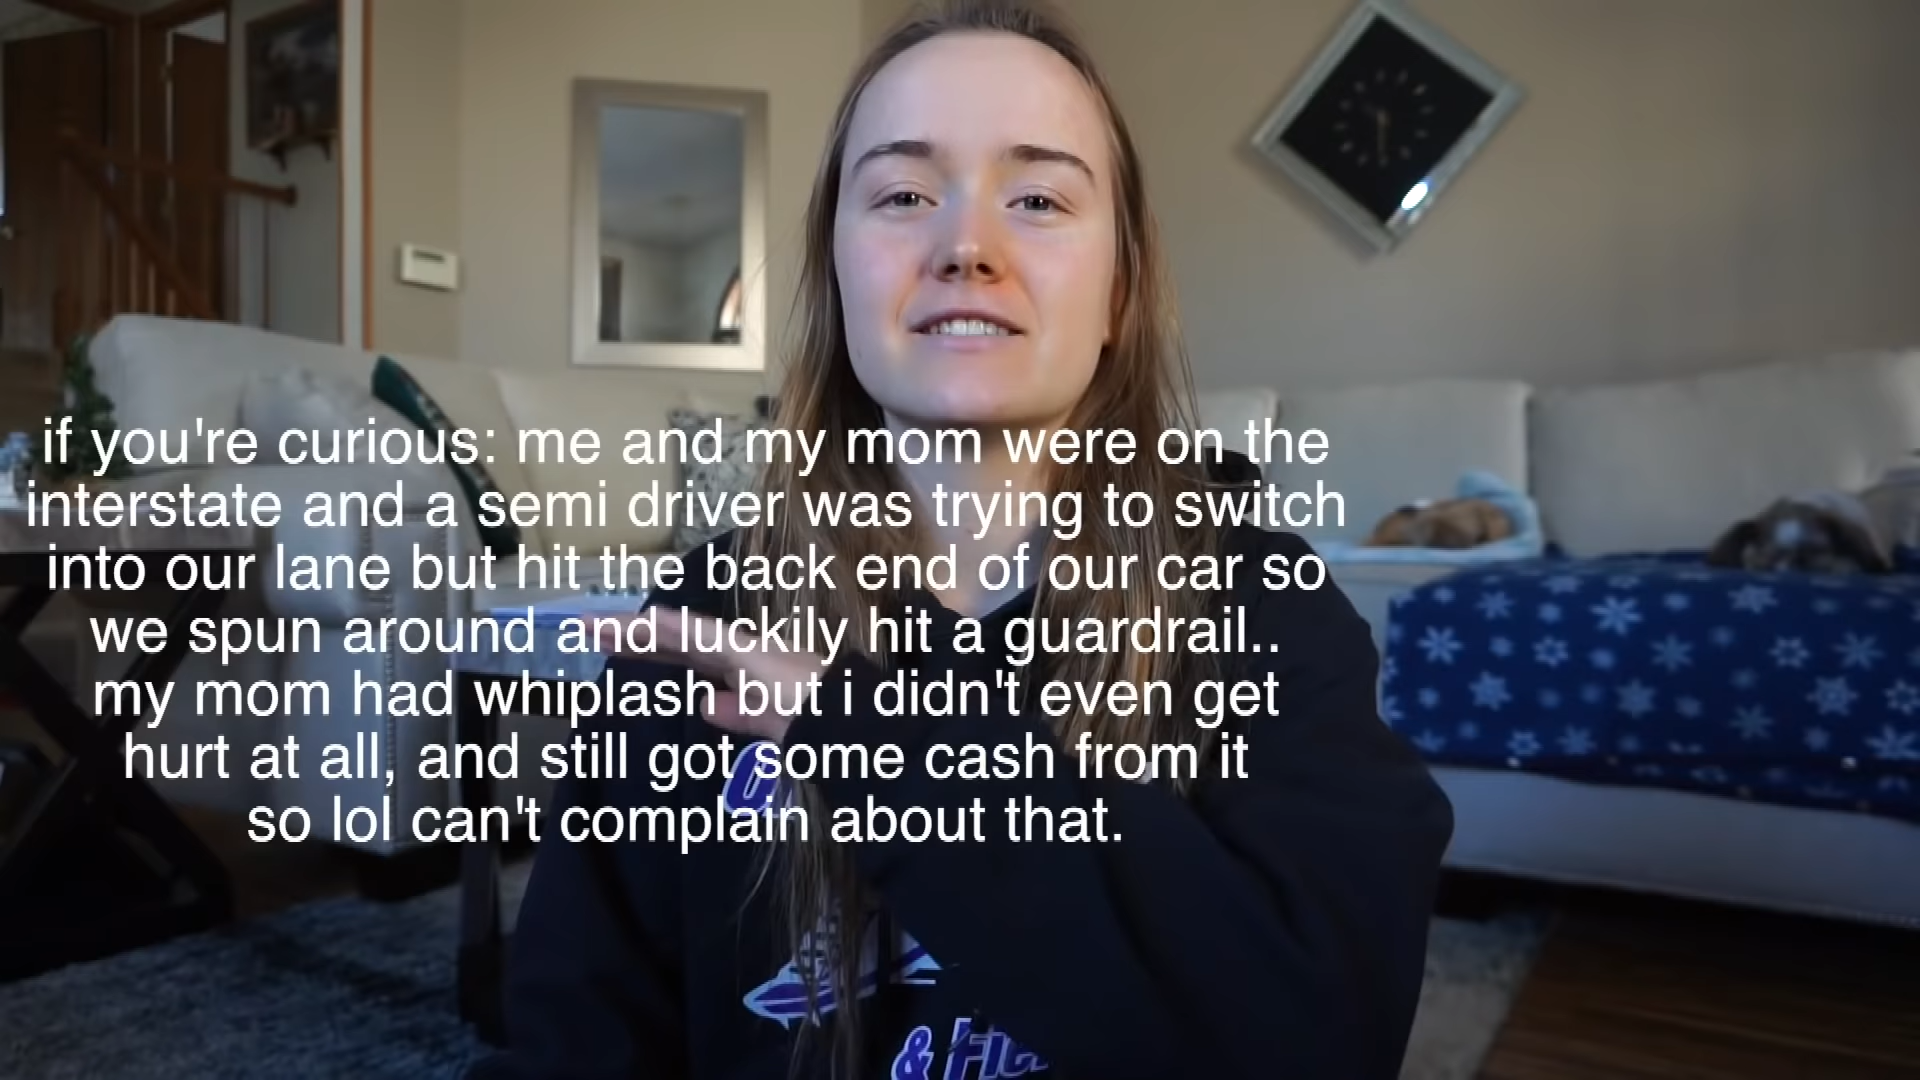 if you're curious: me and my mom were on the
interstate and a semi driver was trying to switch
into our lane but hit the back end of our car so
we spun around and luckily hit a guardrail..
my mom had whiplash but i didn't even get
hurt at all, and still got some cash from it
so lol can't complain about that.
&